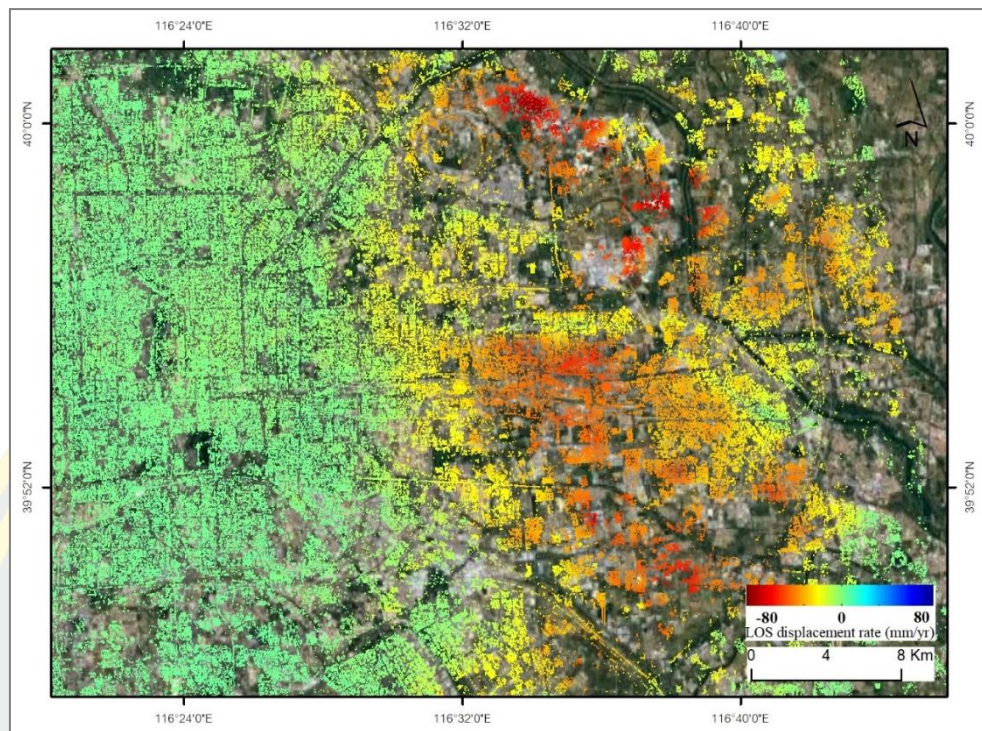 116°24'0"E 116°32'0"E 116°40'0"E
40°0'0"N 40°0'0"N
N
39°52'0"N 39°52'0"N
-80 0 80
LOS displacement rate (mm/yr)
0 4 8 Km
116°24'0"E 116°32'0"E 116°40'0"E